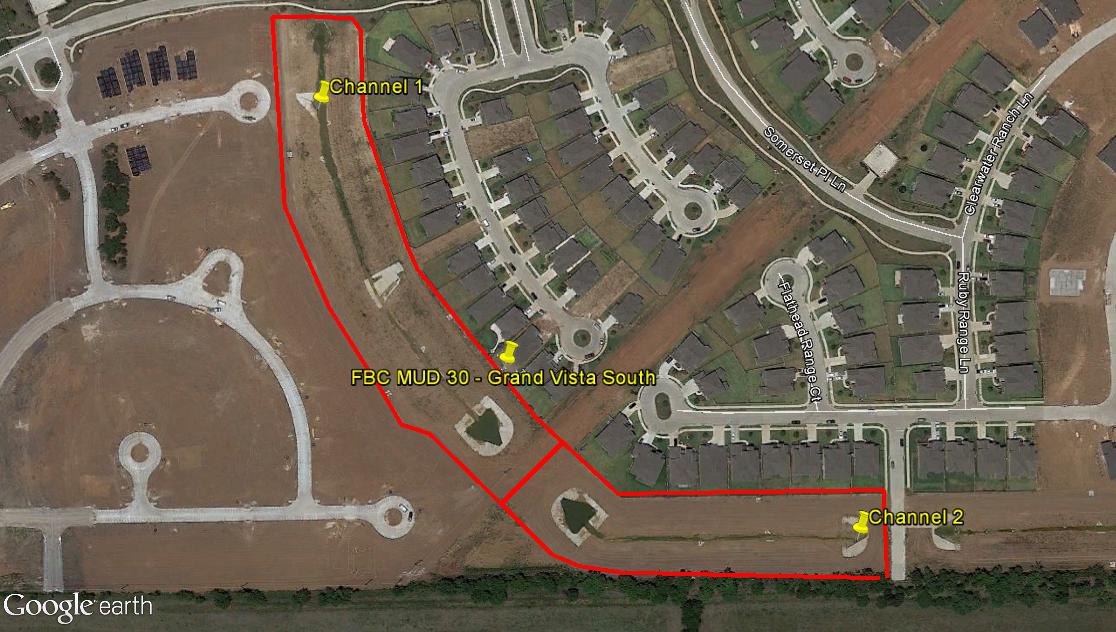 Channel 1
Somerset Pl Ln
Clearwater Ranch Ln
Ruby Range Ln
Flathead Range Ct
FBC MUD 30 - Grand Vista South
Channel 2
Google earth